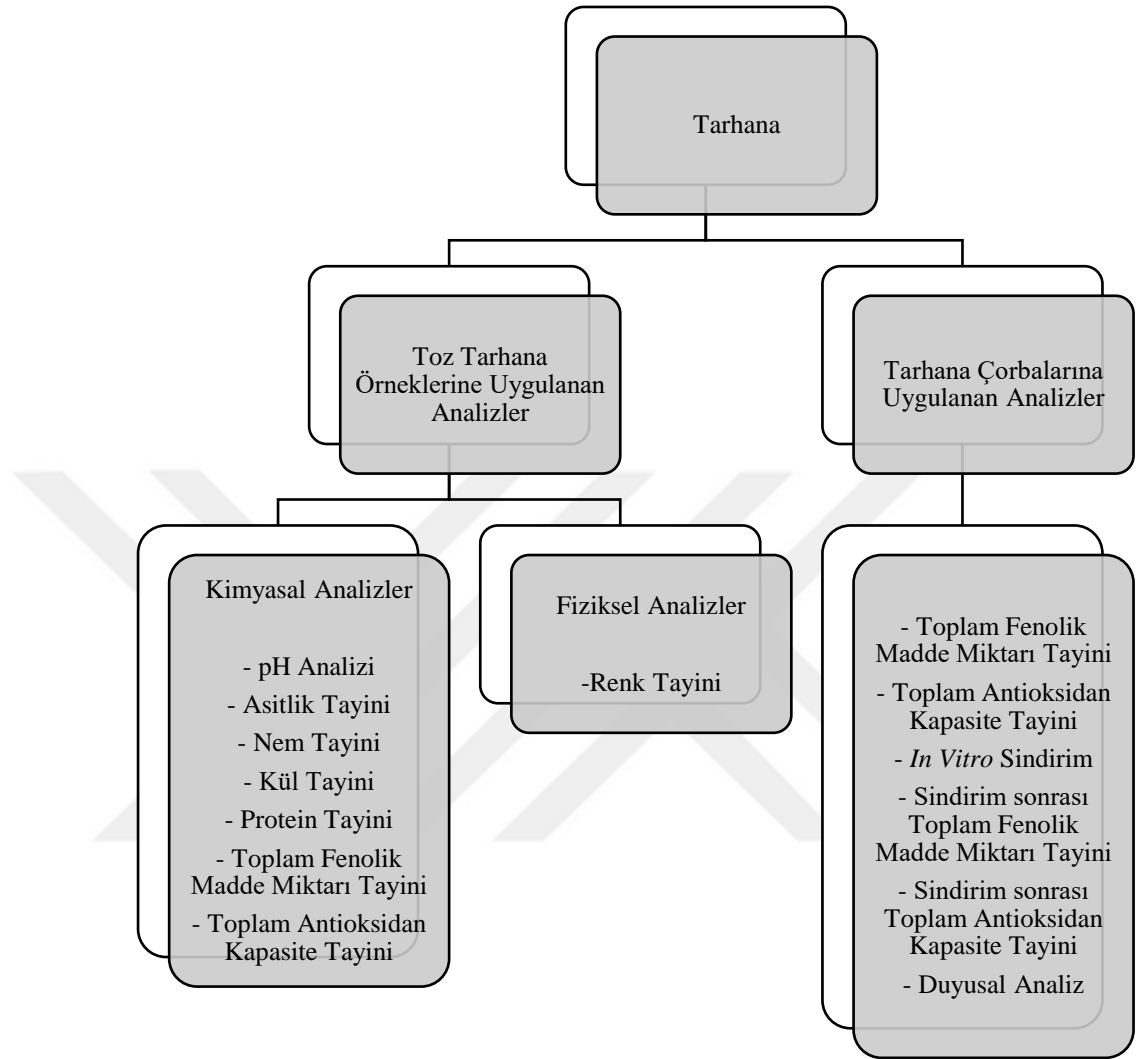 Tarhana
Toz Tarhana
Örneklerine Uygulanan
Analizler
Tarhana Çorbalarına
Uygulanan Analizler
Kimyasal Analizler
- pH Analizi
- Asitlik Tayini
- Nem Tayini
- Kül Tayini
- Protein Tayini
- Toplam Fenolik
Madde Miktarı Tayini
- Toplam Antioksidan
Kapasite Tayini
Fiziksel Analizler
-Renk Tayini
- Toplam Fenolik
Madde Miktarı Tayini
- Toplam Antioksidan
Kapasite Tayini
- In Vitro Sindirim
- Sindirim sonrası
Toplam Fenolik
Madde Miktarı Tayini
- Sindirim sonrası
Toplam Antioksidan
Kapasite Tayini
- Duyusal Analiz